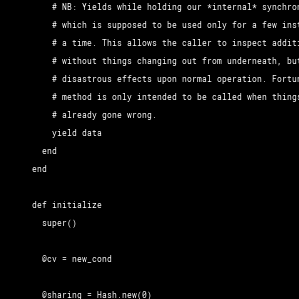 # NB: Yields while holding our *internal* synchron
# which is supposed to be used only for a few inst
# a time. This allows the caller to inspect additi
# without things changing out from underneath, but
# disastrous effects upon normal operation. Fortun
# method is only intended to be called when things
# already gone wrong.
yield data
end
end
def initialize
super()
@cv = new_cond
@sharing = Hash.new(0)